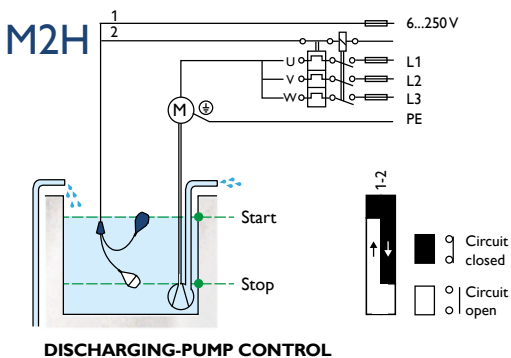 M2H
1
2
6...250 V
U
V
W
L1
L2
L3
M
PE
Start
Stop
1-2
Circuit
closed
Circuit
open
DISCHARGING-PUMP CONTROL